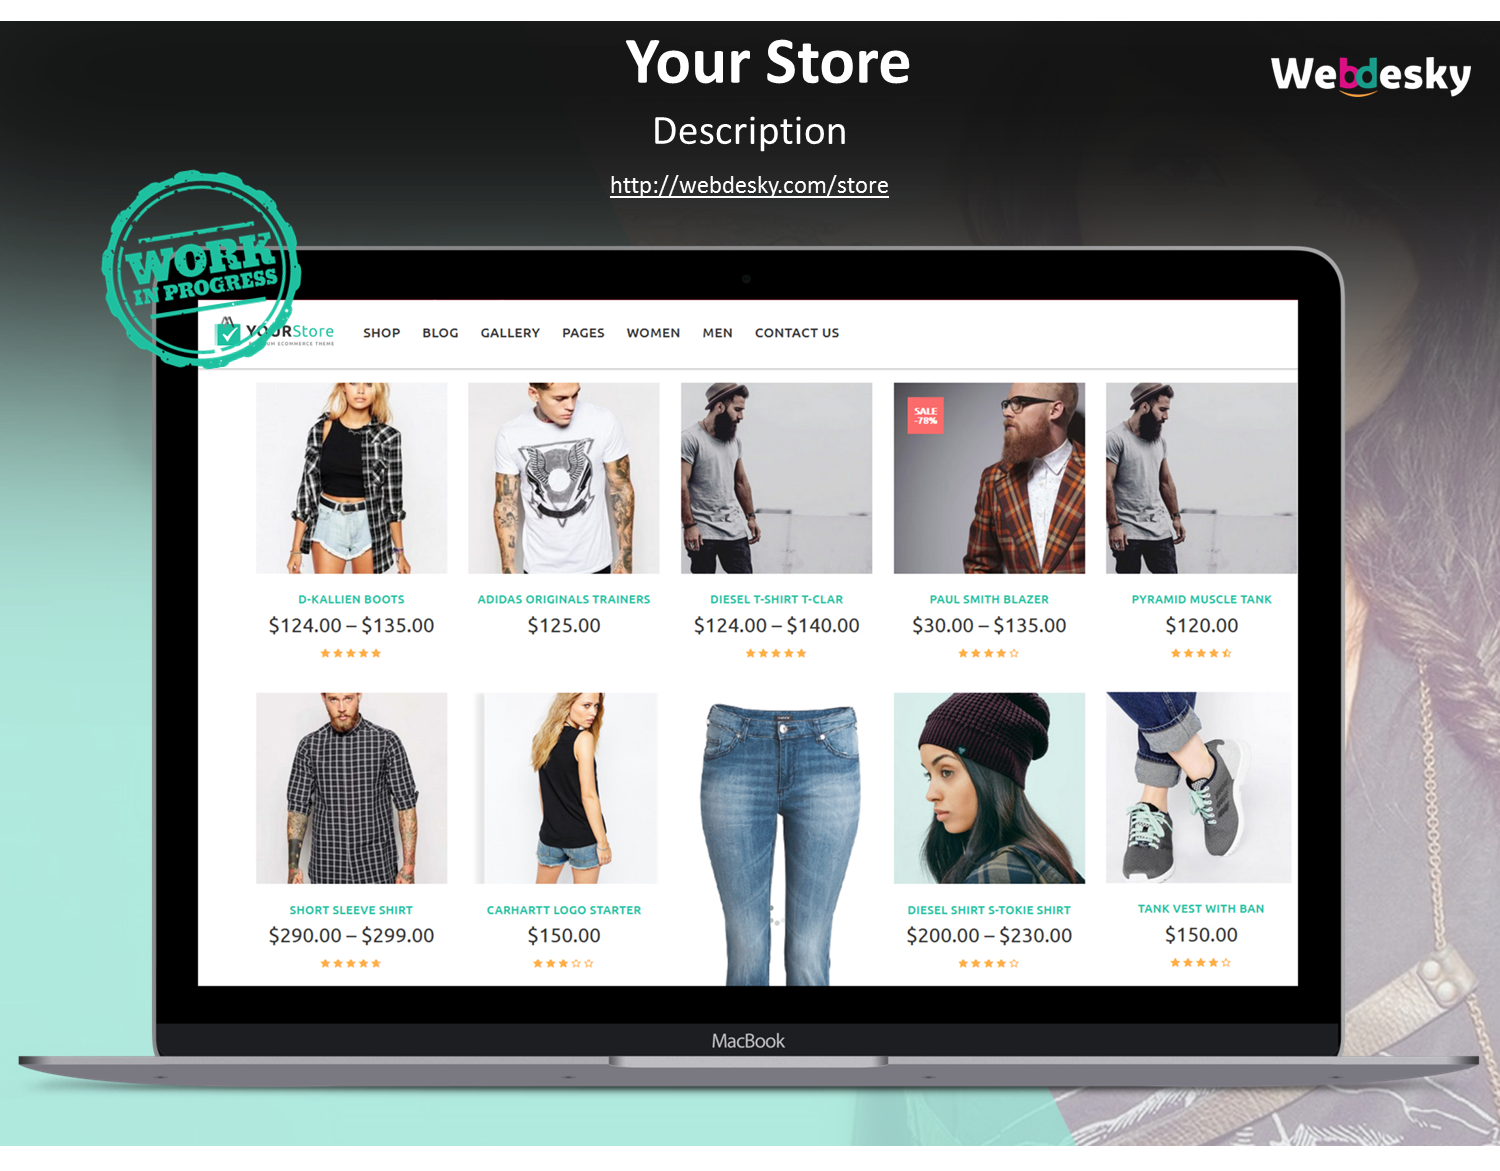 Your Store
Webdesky
Description
http://webdesky.com/store
WORK
IN PROGRESS
YOURStore
UM ECOMMERCE THEME
SHOP BLOG GALLERY PAGES WOMEN MEN CONTACT US
SALE
-78%
D-KALLIEN BOOTS ADIDAS ORIGINALS TRAINERS DIESEL T-SHIRT T-CLAR PAUL SMITH BLAZER PYRAMID MUSCLE TANK
$124.00 – $135.00 $125.00 $124.00 – $140.00 $30.00 – $135.00 $120.00
SHORT SLEEVE SHIRT CARHARTT LOGO STARTER DIESEL SHIRT S-TOKIE SHIRT TANK VEST WITH BAN
$290.00 – $299.00 $150.00 $200.00 – $230.00 $150.00
MacBook